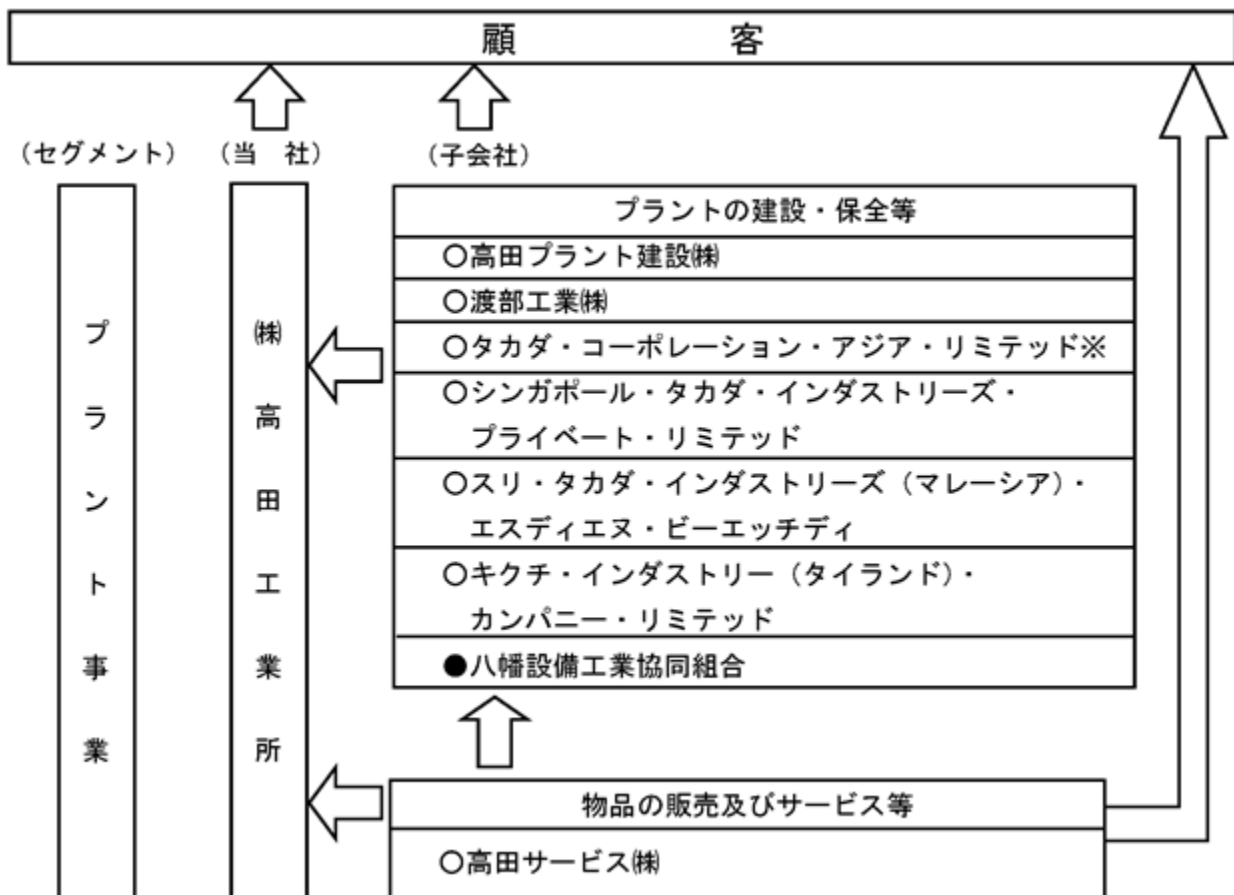 顧　客
（セグメント）
（当　社）
（子会社）
プラント事業
㈱高田工業所
プラントの建設・保全等
○高田プラント建設㈱
○渡部工業㈱
○タカダ・コーポレーション・アジア・リミテッド※
○シンガポール・タカダ・インダストリーズ・
プライベート・リミテッド
○スリ・タカダ・インダストリーズ（マレーシア）・
エスディエヌ・ビーエッチディ
○キクチ・インダストリー（タイランド）・
カンパニー・リミテッド
●八幡設備工業協同組合
物品の販売及びサービス等
○高田サービス㈱